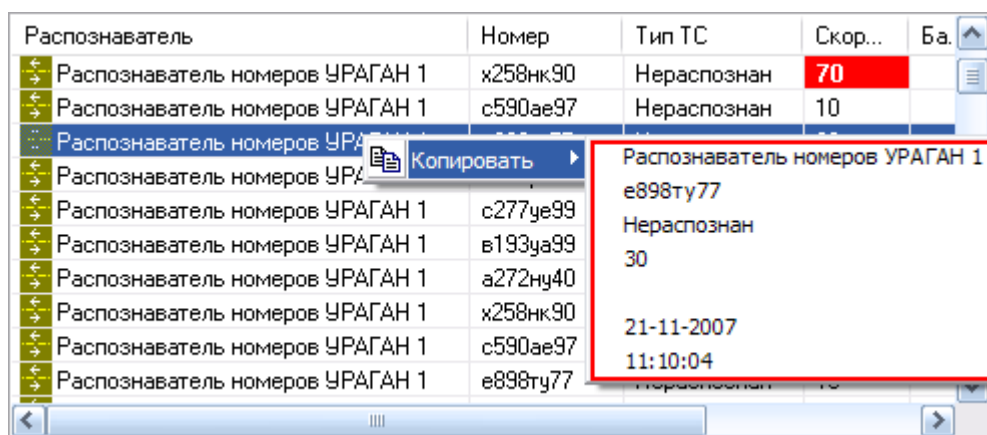 Распознаватель Номер Тип ТС Скор... Ба.
Распознаватель номеров УРАГАН 1 х258нк90 Нераспознан 70
Распознаватель номеров УРАГАН 1 с590ае97 Нераспознан 10
Распознаватель номеров
Копировать
Распознаватель номеров УРАГАН 1
е898ту77
Нераспознан
30
21-11-2007
11:10:04
Распознаватель номеров
Распознаватель номеров УРАГАН 1 с277уе99
Распознаватель номеров УРАГАН 1 в193уа99
Распознаватель номеров УРАГАН 1 а272ну40
Распознаватель номеров УРАГАН 1 х258нк90
Распознаватель номеров УРАГАН 1 с590ае97
Распознаватель номеров УРАГАН 1 е898ту77